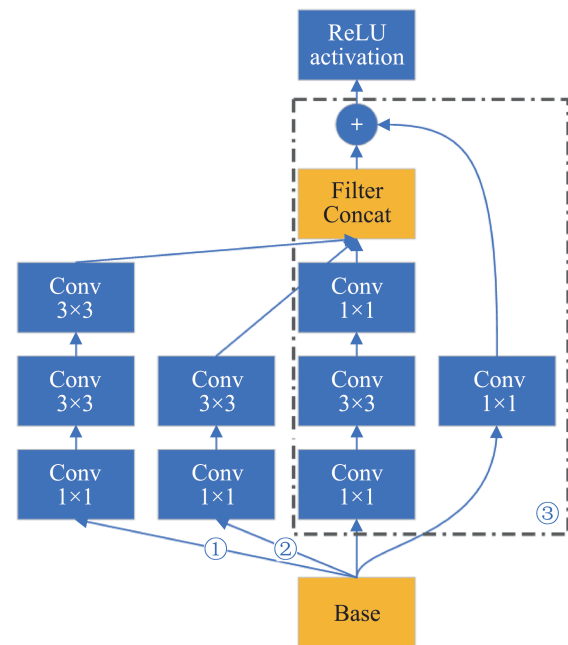 ReLU
activation
+
Filter
Concat
Conv
3×3
Conv
1×1
Conv
3×3
Conv
3×3
Conv
3×3
Conv
1×1
Conv
1×1
Conv
1×1
Conv
1×1
①
②
③
Base